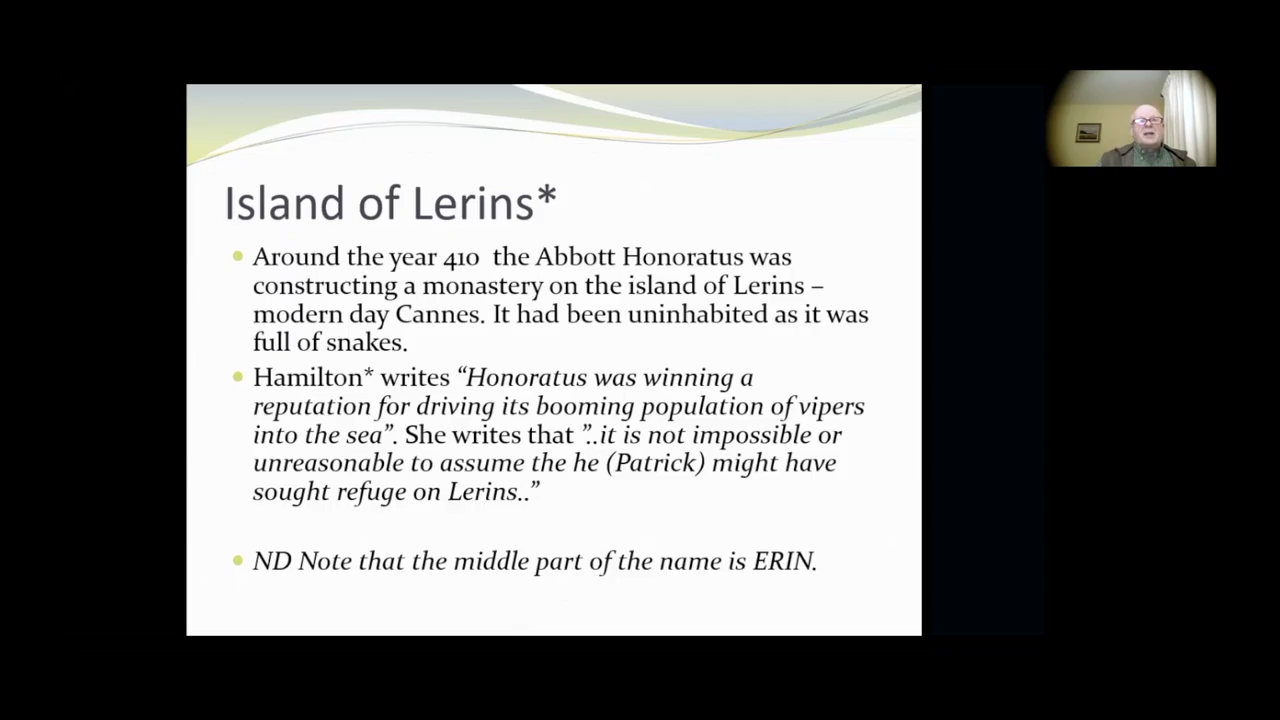 Island of Lerins*
Around the year 410 the Abbott Honoratus was
constructing a monastery on the island of Lerins –
modern day Cannes. It had been uninhabited as it was
full of snakes.
Hamilton* writes “Honoratus was winning a
reputation for driving its booming population of vipers
into the sea”. She writes that ”..it is not impossible or
unreasonable to assume the he (Patrick) might have
sought refuge on Lerins..”
ND Note that the middle part of the name is ERIN.